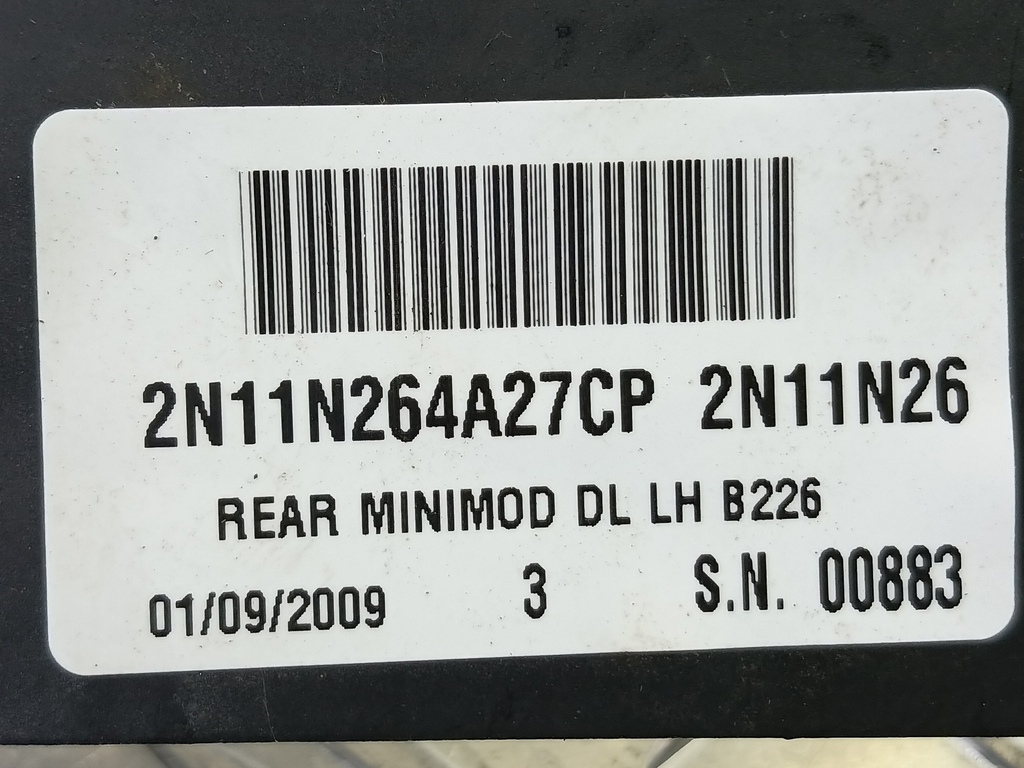 2N11N264A27CP 2N11N26
REAR MINIMOD DL LH B226
01/09/2009 3 S.N. 00883